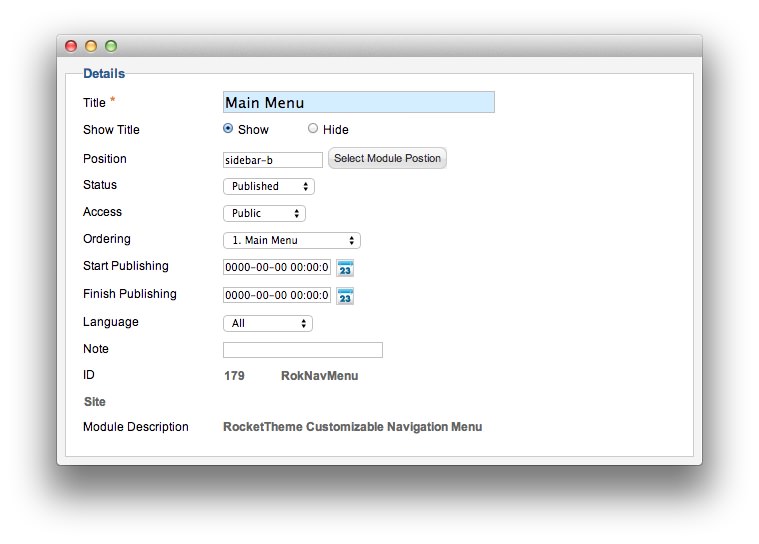 Details
Title * Main Menu
Show Title Show Hide
Position sidebar-b Select Module Postion
Status Published
Access Public
Ordering 1. Main Menu
Start Publishing 0000-00-00 00:00:0 23
Finish Publishing 0000-00-00 00:00:0 23
Language All
Note
ID 179 RokNavMenu
Site
Module Description RocketTheme Customizable Navigation Menu